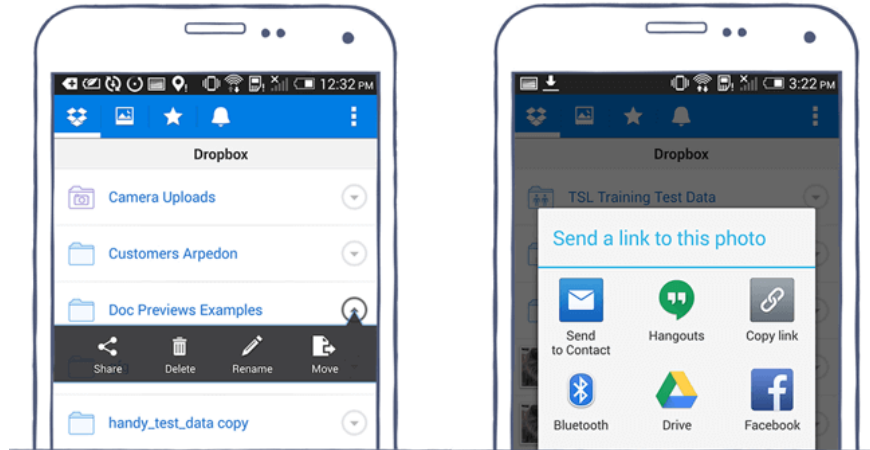 12:32 PM
Dropbox
Camera Uploads
Customers Arpedon
Doc Previews Examples
Share
Delete
Rename
Move
handy_test_data copy
3:22 PM
Dropbox
TSL Training Test Data
Send a link to this photo
Send
to Contact
Hangouts
Copy link
Bluetooth
Drive
Facebook